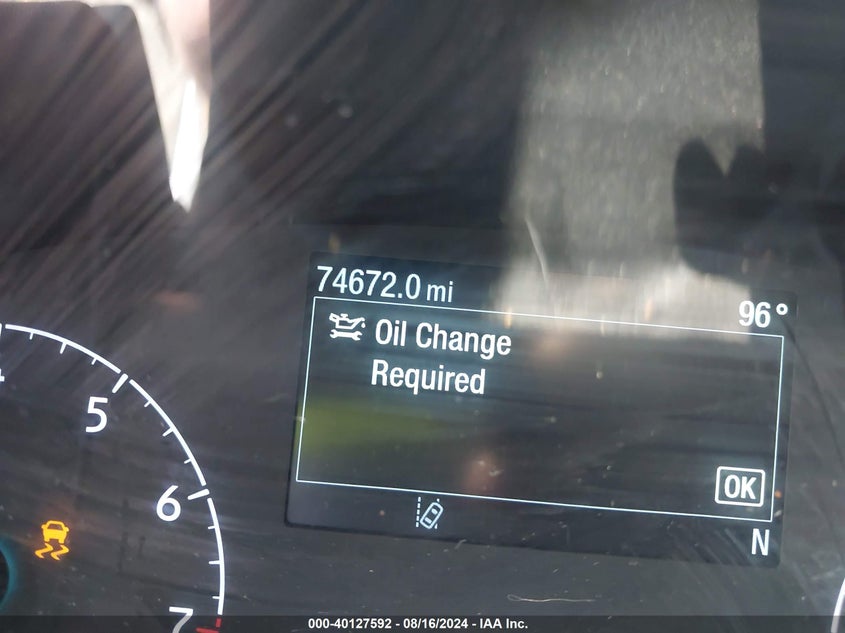 74672.0 mi
96°
Oil Change
Required
5
6
7
OK
N
000-40127592 - 08/16/2024 - IAA Inc.